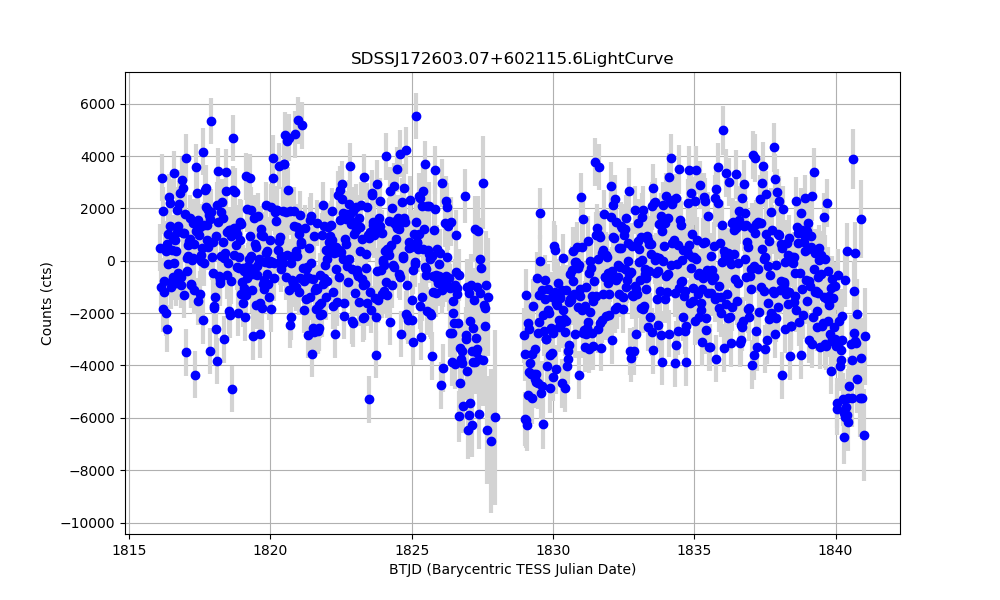 SDSSJ172603.07+602115.6LightCurve
6000
4000
2000
0
−2000
−4000
−6000
−8000
−10000
Counts (cts)
1815 1820 1825 1830 1835 1840
BTJD (Barycentric TESS Julian Date)